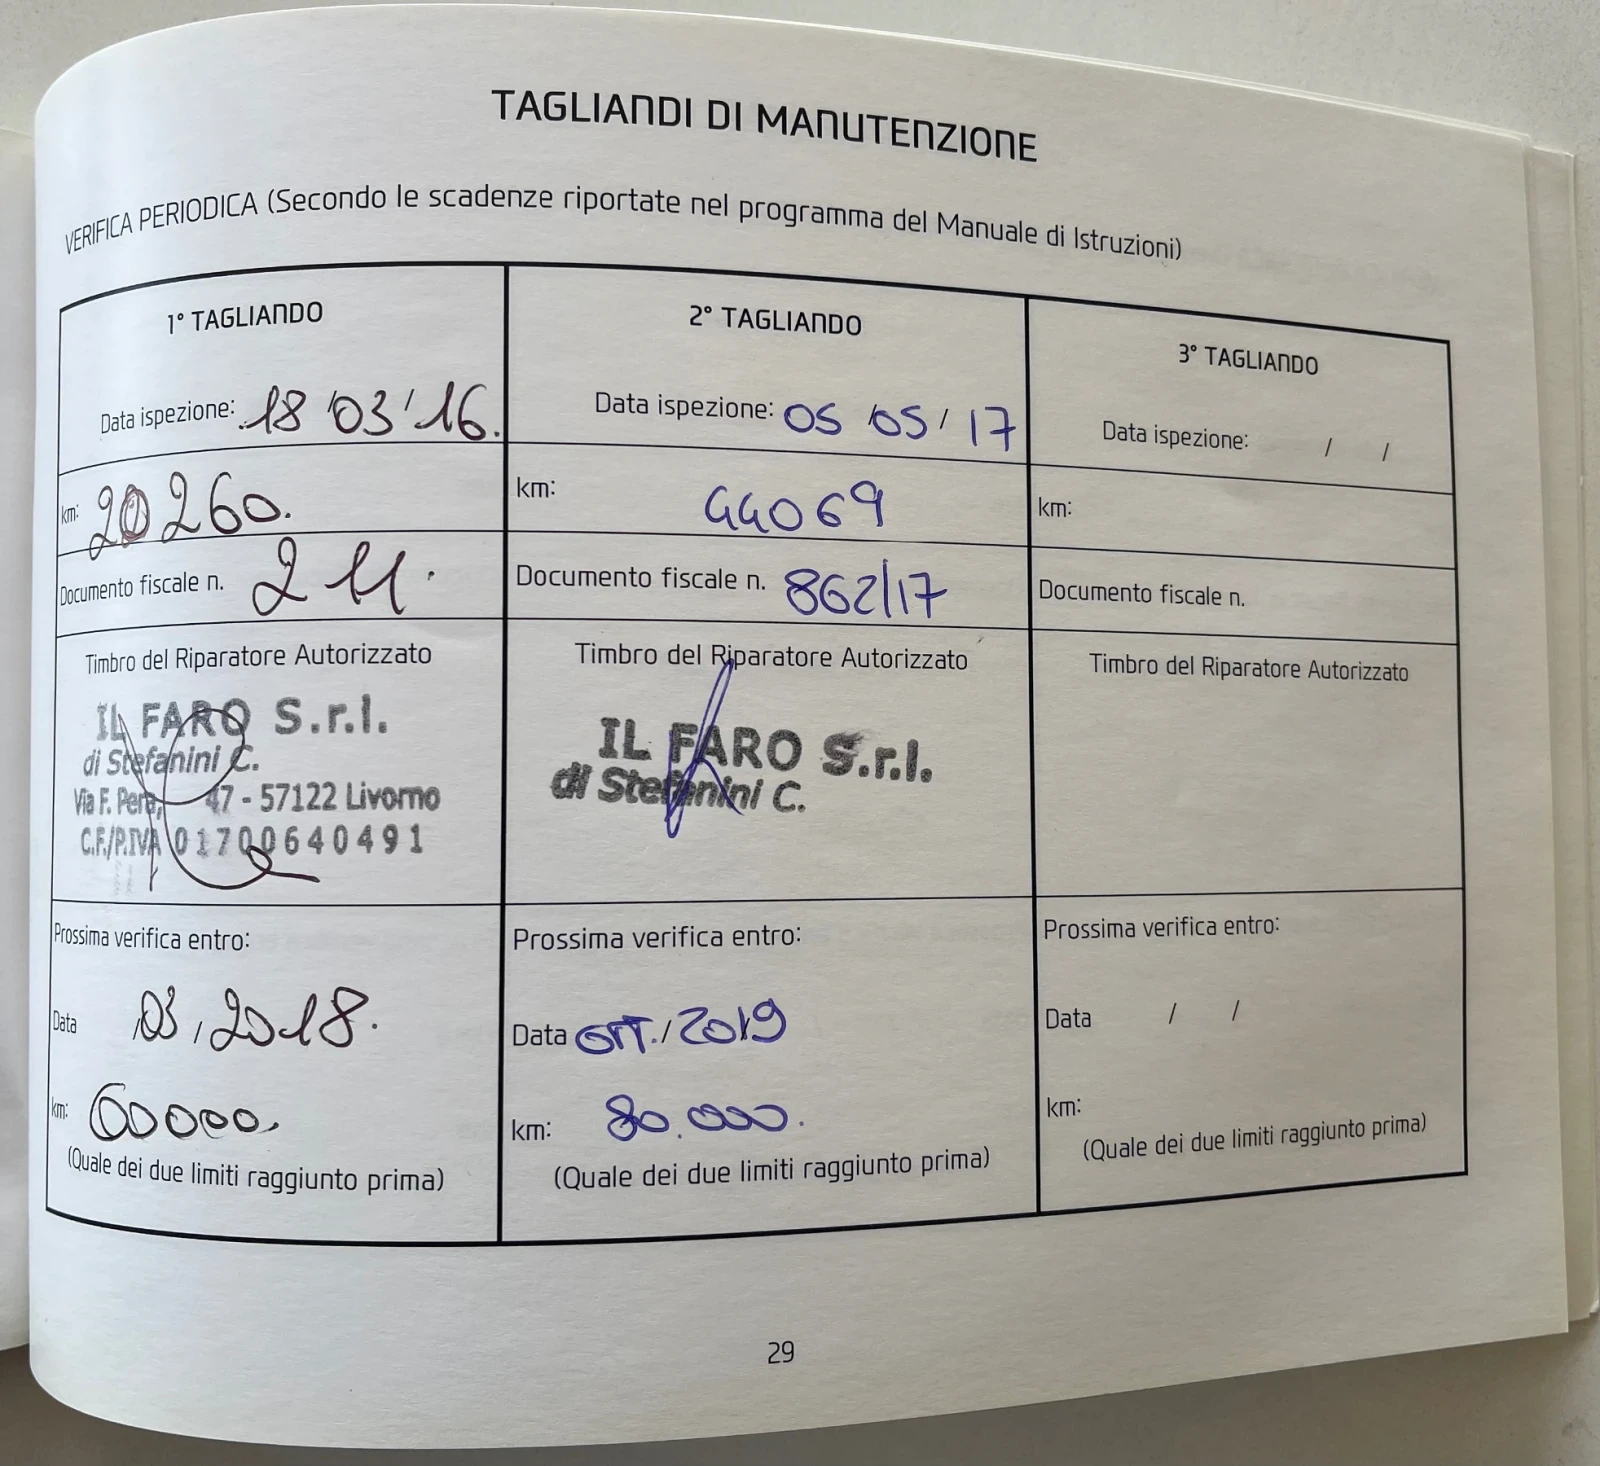 TAGLIANDI DI MANUTENZIONE
VERIFICA PERIODICA (Secondo le scadenze riportate nel programma del Manuale di Istruzioni)
1° TAGLIANDO
Data ispezione: 18/03/16.
km: 20260.
Documento fiscale n. 211.
Timbro del Riparatore Autorizzato
IL FARO S.r.l.
di Stefanini C.
Via F. Pera, 47 - 57122 Livorno
C.F./P.IVA 01700640491
Prossima verifica entro:
Data 03/2018.
km: 60000.
(Quale dei due limiti raggiunto prima)
2° TAGLIANDO
Data ispezione: 05/05/17
km: 44069
Documento fiscale n. 862/17
Timbro del Riparatore Autorizzato
IL FARO S.r.l.
di Stefanini C.
Prossima verifica entro:
Data OTT./2019
km: 80.000.
(Quale dei due limiti raggiunto prima)
3° TAGLIANDO
Data ispezione: / /
km:
Documento fiscale n.
Timbro del Riparatore Autorizzato
Prossima verifica entro:
Data / /
km:
(Quale dei due limiti raggiunto prima)
29